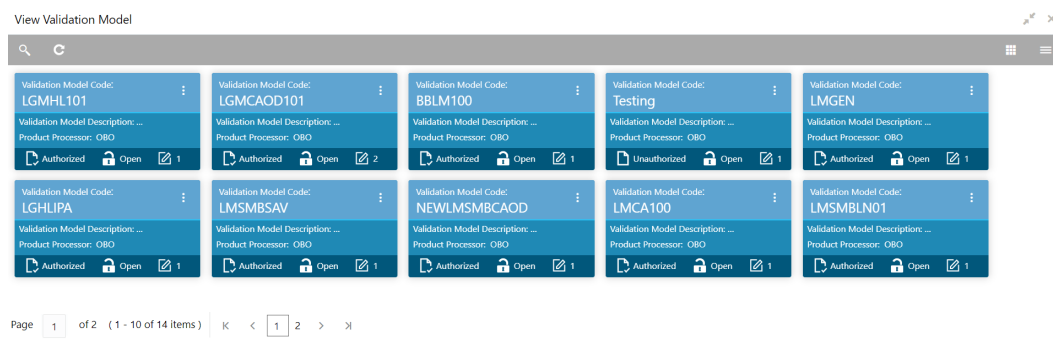 View Validation Model
Validation Model Code:
LGMHL101
Validation Model Description: ...
Product Processor: OBO
Authorized Open 1
Validation Model Code:
LGMCAOD101
Validation Model Description: ...
Product Processor: OBO
Authorized Open 2
Validation Model Code:
BBLM100
Validation Model Description: ...
Product Processor: OBO
Authorized Open 1
Validation Model Code:
Testing
Validation Model Description: ...
Product Processor: OBO
Unauthorized Open 1
Validation Model Code:
LMGEN
Validation Model Description: ...
Product Processor: OBO
Authorized Open 1
Validation Model Code:
LGHLIPA
Validation Model Description: ...
Product Processor: OBO
Authorized Open 1
Validation Model Code:
LMSMBSAV
Validation Model Description: ...
Product Processor: OBO
Authorized Open 1
Validation Model Code:
NEWLMSMBCAOD
Validation Model Description: ...
Product Processor: OBO
Authorized Open 1
Validation Model Code:
LMCA100
Validation Model Description: ...
Product Processor: OBO
Authorized Open 1
Validation Model Code:
LMSMBLN01
Validation Model Description: ...
Product Processor: OBO
Authorized Open 1
Page 1 of 2 ( 1 - 10 of 14 items ) 1 2